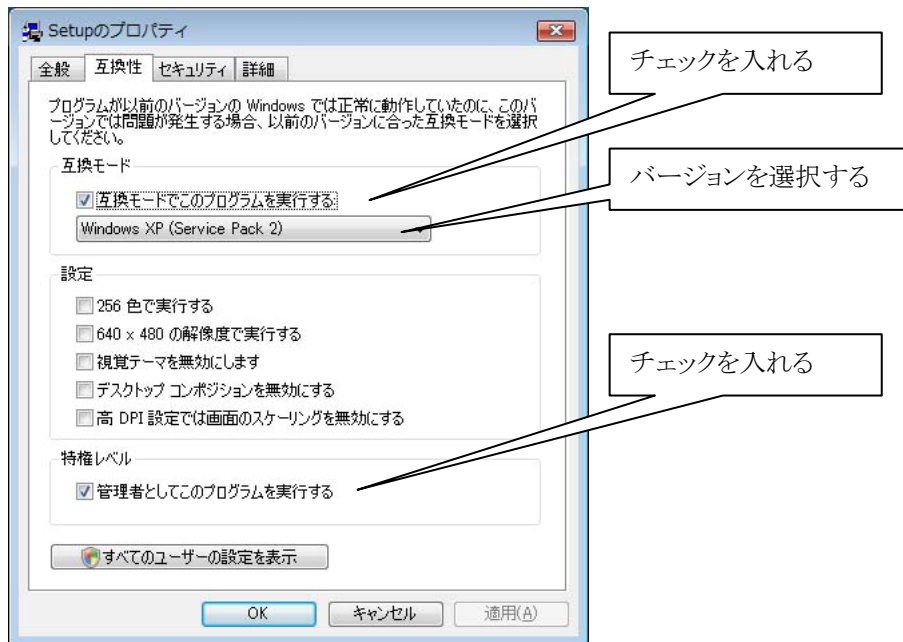 Setupのプロパティ
全般 互換性 セキュリティ 詳細
プログラムが以前のバージョンの Windows では正常に動作していたのに、このバ
ージョンでは問題が発生する場合、以前のバージョンに合った互換モードを選択
してください。
互換モード
互換モードでこのプログラムを実行する:
Windows XP (Service Pack 2)
設定
256 色で実行する
640 x 480 の解像度で実行する
視覚テーマを無効にします
デスクトップ コンポジションを無効にする
高 DPI 設定では画面のスケーリングを無効にする
特権レベル
管理者としてこのプログラムを実行する
すべてのユーザーの設定を表示
OK キャンセル 適用(A)
チェックを入れる
バージョンを選択する
チェックを入れる